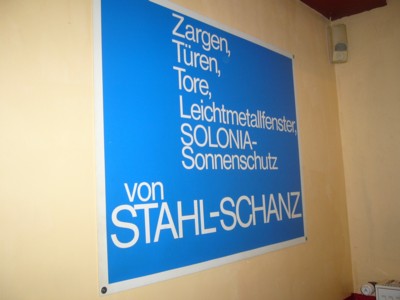 Zargen,
Türen,
Tore,
Leichtmetallfenster,
SOLONIA-
Sonnenschutz
von
STAHL-SCHANZ